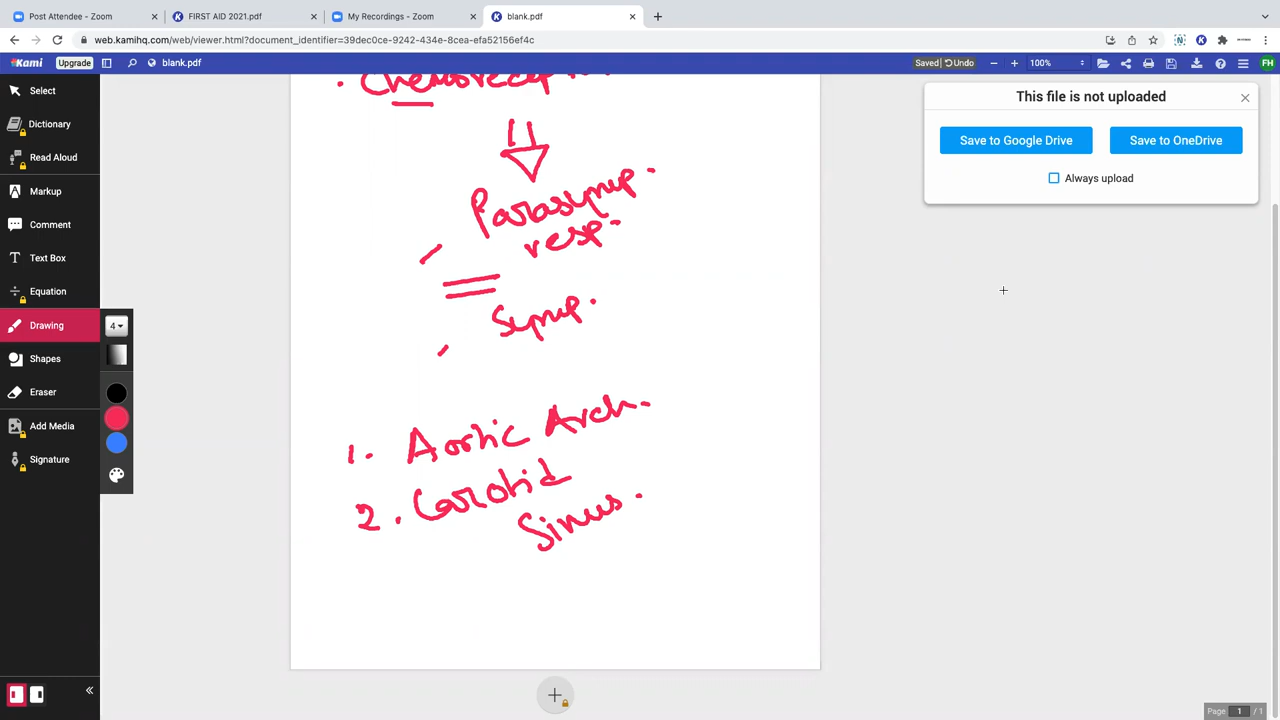 Post Attendee - Zoom
FIRST AID 2021.pdf
My Recordings - Zoom
blank.pdf
web.kamihq.com/web/viewer.html?document_identifier=39dec0ce-9242-434e-8cea-efa52156ef4c
Kami
Upgrade
blank.pdf
Saved
Undo
100%
FH
Select
Dictionary
Read Aloud
Markup
Comment
Text Box
Equation
Drawing
Shapes
Eraser
Add Media
Signature
4
This file is not uploaded
Save to Google Drive
Save to OneDrive
Always upload
Parasymp.
resp.
Symp.
1. Aortic Arch.
2. Carotid
Sinus.
Page 1 / 1